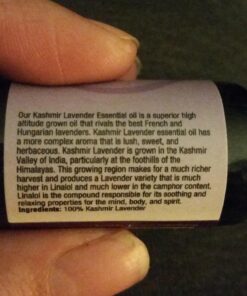 Our Kashmir Lavender Essential oil is a superior high
altitude grown oil that rivals the best French and
Hungarian lavenders. Kashmir Lavender essential oil has
a more complex aroma that is lush, sweet, and
herbaceous. Kashmir Lavender is grown in the Kashmir
Valley of India, particularly at the foothills of the
Himalayas. This growing region makes for a much richer
harvest and produces a Lavender variety that is much
higher in Linalol and much lower in the camphor content.
Linalol is the compound responsible for its soothing and
relaxing properties for the mind, body, and spirit.
Ingredients: 100% Kashmir Lavender